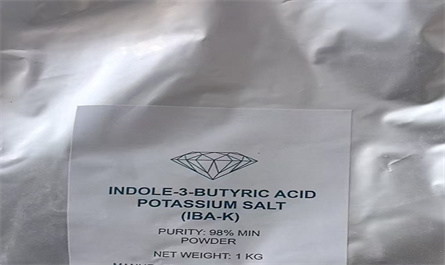 INDOLE-3-BUTYRIC ACID
POTASSIUM SALT
(IBA-K)
PURITY: 98% MIN
POWDER
NET WEIGHT: 1 KG